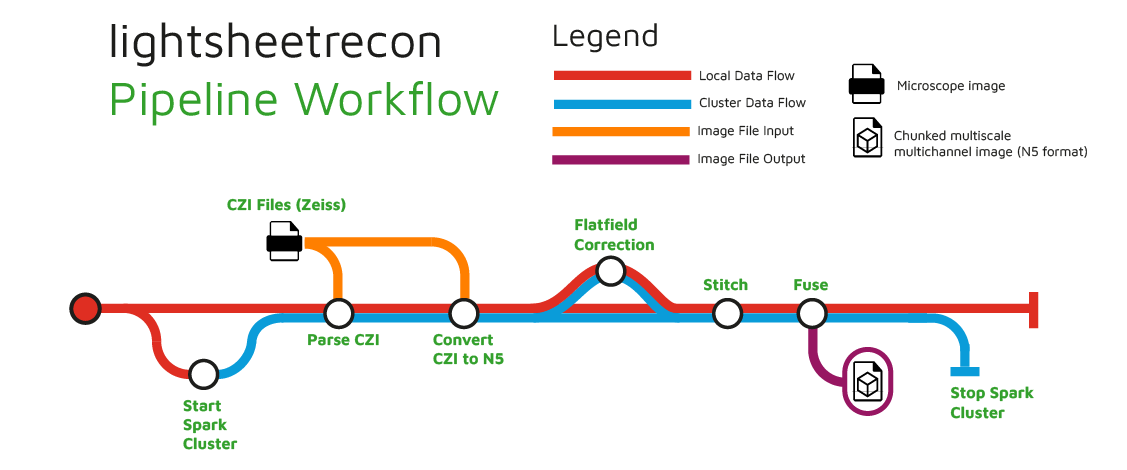 lightsheetrecon
Pipeline Workflow
Legend
Local Data Flow
Cluster Data Flow
Image File Input
Image File Output
Microscope image
Chunked multiscale
multichannel image (N5 format)
CZI Files (Zeiss)
Flatfield
Correction
Stitch
Fuse
Parse CZI
Convert
CZI to N5
Start
Spark
Cluster
Stop Spark
Cluster